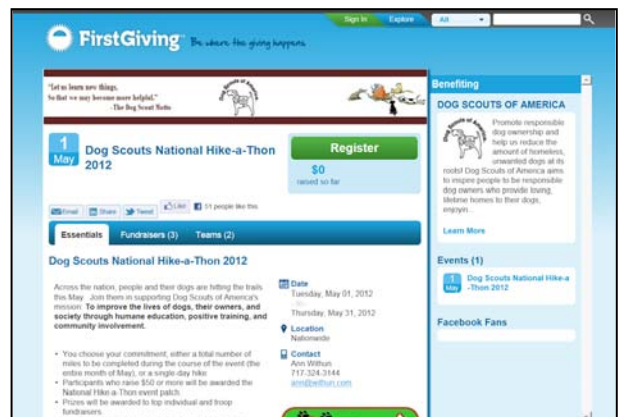 Sign In
Explore
All
FirstGiving
Be where the giving happens.
"Let us learn new things,
So that we may become more helpful."
- The Dog Scout Motto
1
May
Dog Scouts National Hike-a-Thon
2012
Register
$0
raised so far
Email
Share
Tweet
Like
51 people like this
Essentials
Fundraisers (3)
Teams (2)
Dog Scouts National Hike-a-Thon 2012
Across the nation, people and their dogs are hitting the trails
this May. Join them in supporting Dog Scouts of America's
mission: To improve the lives of dogs, their owners, and
society through humane education, positive training, and
community involvement.
• You choose your commitment, either a total number of
miles to be completed during the course of the event (the
entire month of May), or a single-day hike
• Participants who raise $50 or more will be awarded the
National Hike-a-Thon event patch.
• Prizes will be awarded to top individual and troop
fundraisers
Date
Tuesday, May 01, 2012
Thursday, May 31, 2012
Location
Nationwide
Contact
Ann Withun
717-324-3144
ann@withun.com
Benefiting
DOG SCOUTS OF AMERICA
Promote responsible
dog ownership and
help us reduce the
amount of homeless,
unwanted dogs at its
roots! Dog Scouts of America aims
to inspire people to be responsible
dog owners who provide loving,
lifetime homes to their dogs,
enjoyin...
Learn More
Events (1)
1
May
Dog Scouts National Hike-a
-Thon 2012
Facebook Fans